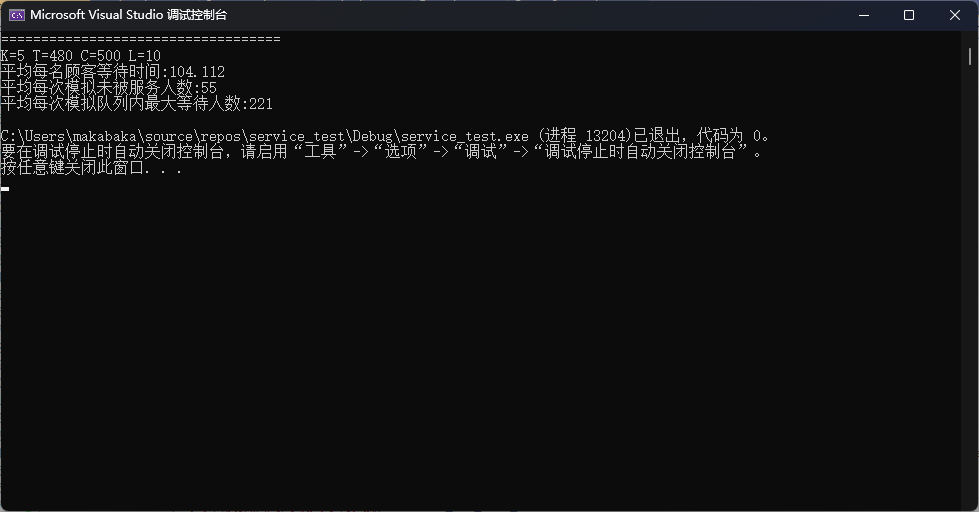 Microsoft Visual Studio 调试控制台
===================================
K=5 T=480 C=500 L=10
平均每名顾客等待时间:104.112
平均每次模拟未被服务人数:55
平均每次模拟队列内最大等待人数:221
C:\Users\makabaka\source\repos\service_test\Debug\service_test.exe (进程 13204)已退出，代码为 0。
要在调试停止时自动关闭控制台，请启用“工具”->“选项”->“调试”->“调试停止时自动关闭控制台”。
按任意键关闭此窗口. . .